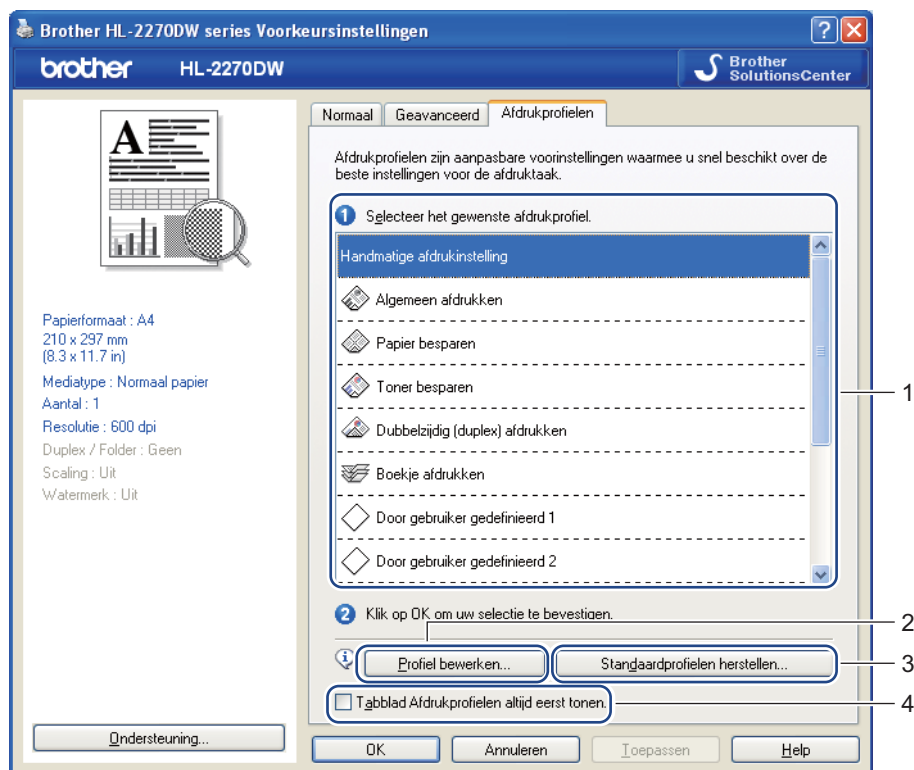 Brother HL-2270DW series Voorkeursinstellingen
brother HL-2270DW
Brother
SolutionsCenter
A
Papierformaat : A4
210 x 297 mm
(8.3 x 11.7 in)
Mediatype : Normaal papier
Aantal : 1
Resolutie : 600 dpi
Duplex / Folder : Geen
Scaling : Uit
Watermerk : Uit
Ondersteuning...
Normaal Geavanceerd Afdrukprofielen
Afdrukprofielen zijn aanpasbare voorinstellingen waarmee u snel beschikt over de
beste instellingen voor de afdruktaak.
1 Selecteer het gewenste afdrukprofiel.
Handmatige afdrukinstelling
Algemeen afdrukken
Papier besparen
Toner besparen
Dubbelzijdig (duplex) afdrukken
Boekje afdrukken
Door gebruiker gedefinieerd 1
Door gebruiker gedefinieerd 2
2 Klik op OK om uw selectie te bevestigen.
Profiel bewerken... Standaardprofielen herstellen...
Tabblad Afdrukprofielen altijd eerst tonen.
OK Annuleren Toepassen Help
1
2
3
4